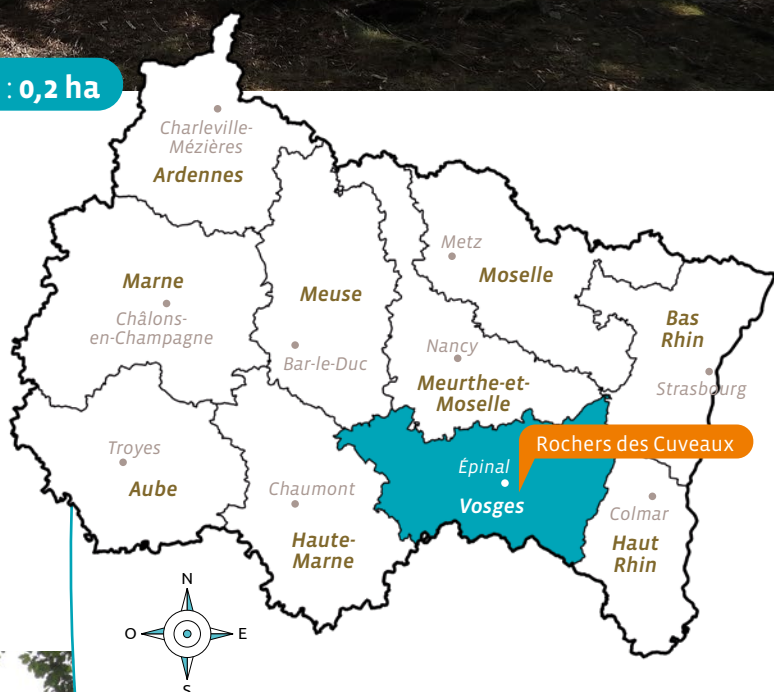 : 0,2 ha
Charleville-
Mézières
Ardennes
Metz
Moselle
Marne
Châlons-
en-Champagne
Meuse
Bar-le-Duc
Nancy
Meurthe-et-
Moselle
Bas
Rhin
Strasbourg
Rochers des Cuveaux
Troyes
Aube
Chaumont
Haute-
Marne
Épinal
Vosges
Colmar
Haut
Rhin
N
O
E
S